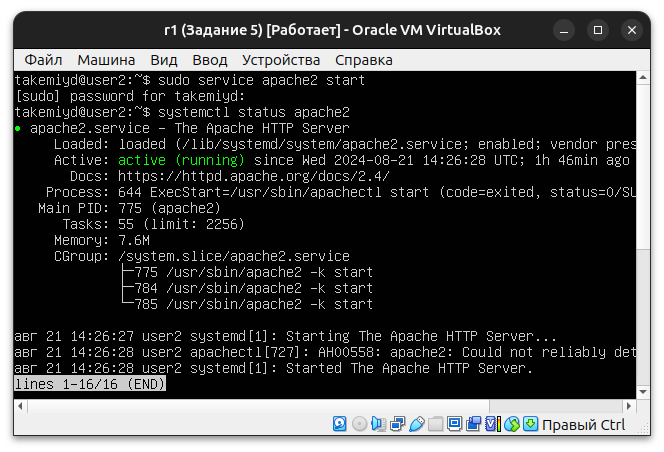 r1 (Задание 5) [Работает] - Oracle VM VirtualBox
Файл Машина Вид Ввод Устройства Справка
takemiyd@user2:~$ sudo service apache2 start
[sudo] password for takemiyd:
takemiyd@user2:~$ systemctl status apache2
● apache2.service - The Apache HTTP Server
Loaded: loaded (/lib/systemd/system/apache2.service; enabled; vendor pres
Active: active (running) since Wed 2024-08-21 14:26:28 UTC; 1h 46min ago
Docs: https://httpd.apache.org/docs/2.4/
Process: 644 ExecStart=/usr/sbin/apachectl start (code=exited, status=0/SU
Main PID: 775 (apache2)
Tasks: 55 (limit: 2256)
Memory: 7.6M
CGroup: /system.slice/apache2.service
├─775 /usr/sbin/apache2 -k start
├─784 /usr/sbin/apache2 -k start
└─785 /usr/sbin/apache2 -k start
авг 21 14:26:27 user2 systemd[1]: Starting The Apache HTTP Server...
авг 21 14:26:28 user2 apachectl[727]: AH00558: apache2: Could not reliably det
авг 21 14:26:28 user2 systemd[1]: Started The Apache HTTP Server.
lines 1-16/16 (END)
Правый Ctrl